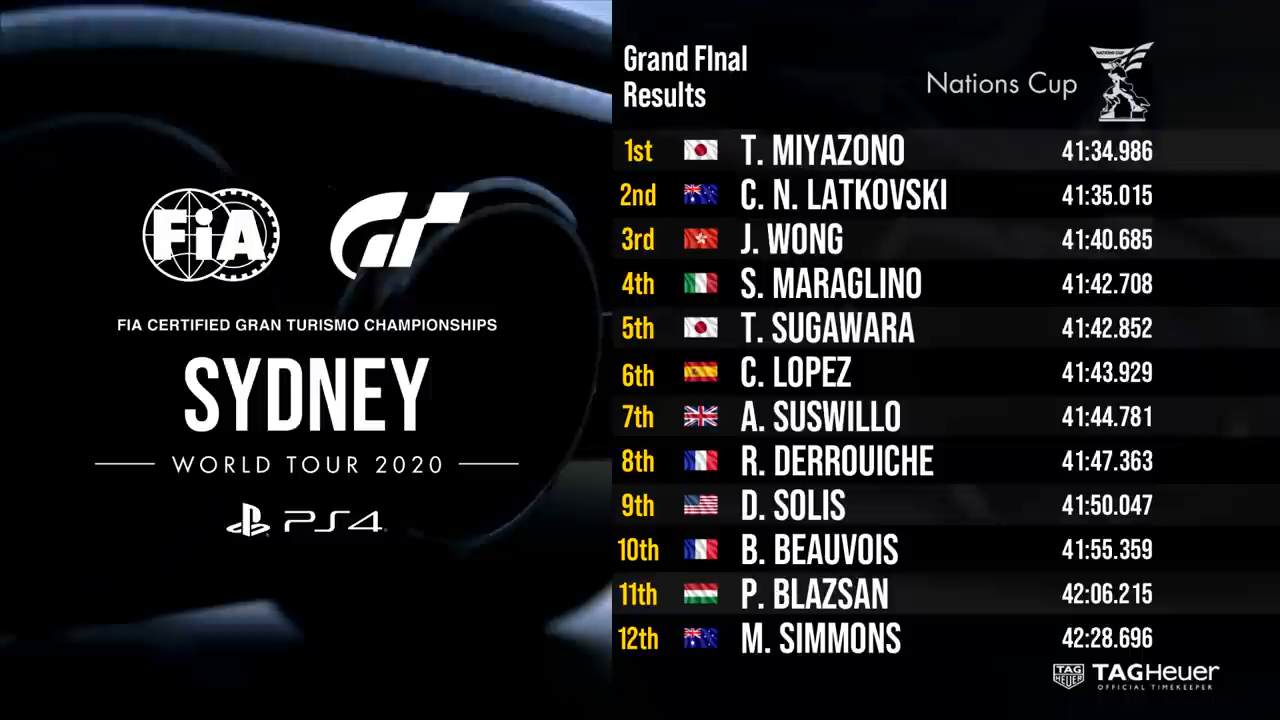 FiA GT
FIA CERTIFIED GRAN TURISMO CHAMPIONSHIPS
SYDNEY
WORLD TOUR 2020
PS4
Grand FInal
Results
Nations Cup
NATIONS CUP
1st T. MIYAZONO 41:34.986
2nd C. N. LATKOVSKI 41:35.015
3rd J. WONG 41:40.685
4th S. MARAGLINO 41:42.708
5th T. SUGAWARA 41:42.852
6th C. LOPEZ 41:43.929
7th A. SUSWILLO 41:44.781
8th R. DERROUICHE 41:47.363
9th D. SOLIS 41:50.047
10th B. BEAUVOIS 41:55.359
11th P. BLAZSAN 42:06.215
12th M. SIMMONS 42:28.696
TAG HEUER TAGHeuer
OFFICIAL TIMEKEEPER